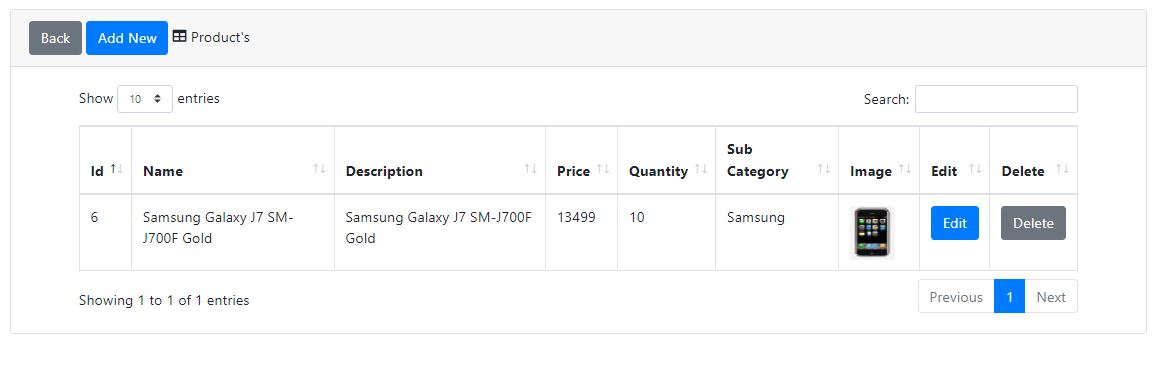 Back Add New Product's
Show 10 entries Search:
Id Name Description Price Quantity Sub Category Image Edit Delete
6 Samsung Galaxy J7 SM- Samsung Galaxy J7 SM-J700F 13499 10 Samsung Edit Delete
J700F Gold Gold
Showing 1 to 1 of 1 entries Previous 1 Next